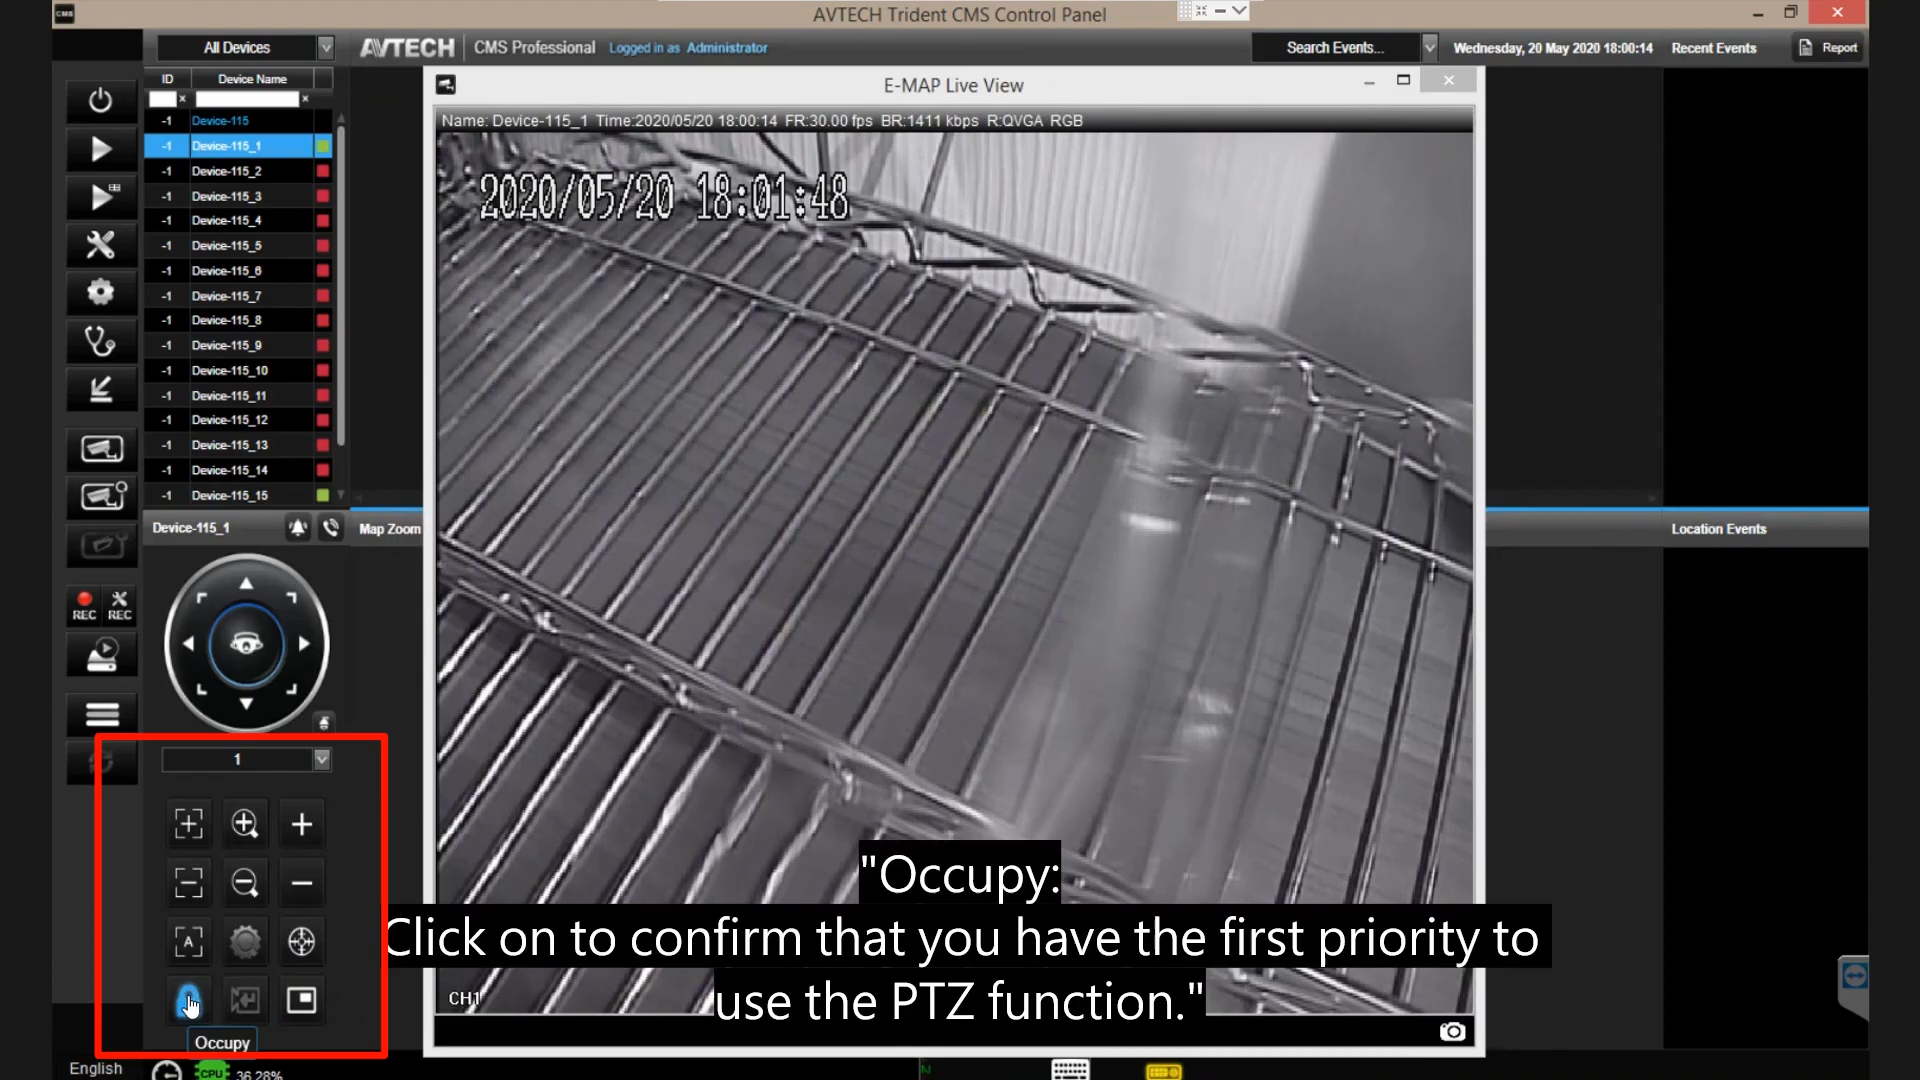 CMS
AVTECH Trident CMS Control Panel
All Devices
AVTECH
CMS Professional
Logged in as Administrator
Search Events...
Wednesday, 20 May 2020 18:00:14
Recent Events
Report
ID Device Name
x x
-1 Device-115
-1 Device-115_1
-1 Device-115_2
-1 Device-115_3
-1 Device-115_4
-1 Device-115_5
-1 Device-115_6
-1 Device-115_7
-1 Device-115_8
-1 Device-115_9
-1 Device-115_10
-1 Device-115_11
-1 Device-115_12
-1 Device-115_13
-1 Device-115_14
-1 Device-115_15
E-MAP Live View
Name: Device-115_1 Time:2020/05/20 18:00:14 FR:30.00 fps BR:1411 kbps R:QVGA RGB
2020/05/20 18:01:48
Device-115_1
Map Zoom
Location Events
REC REC
1
A
Occupy
"Occupy:
Click on to confirm that you have the first priority to
use the PTZ function."
CH1
English
CPU
36.28%
N